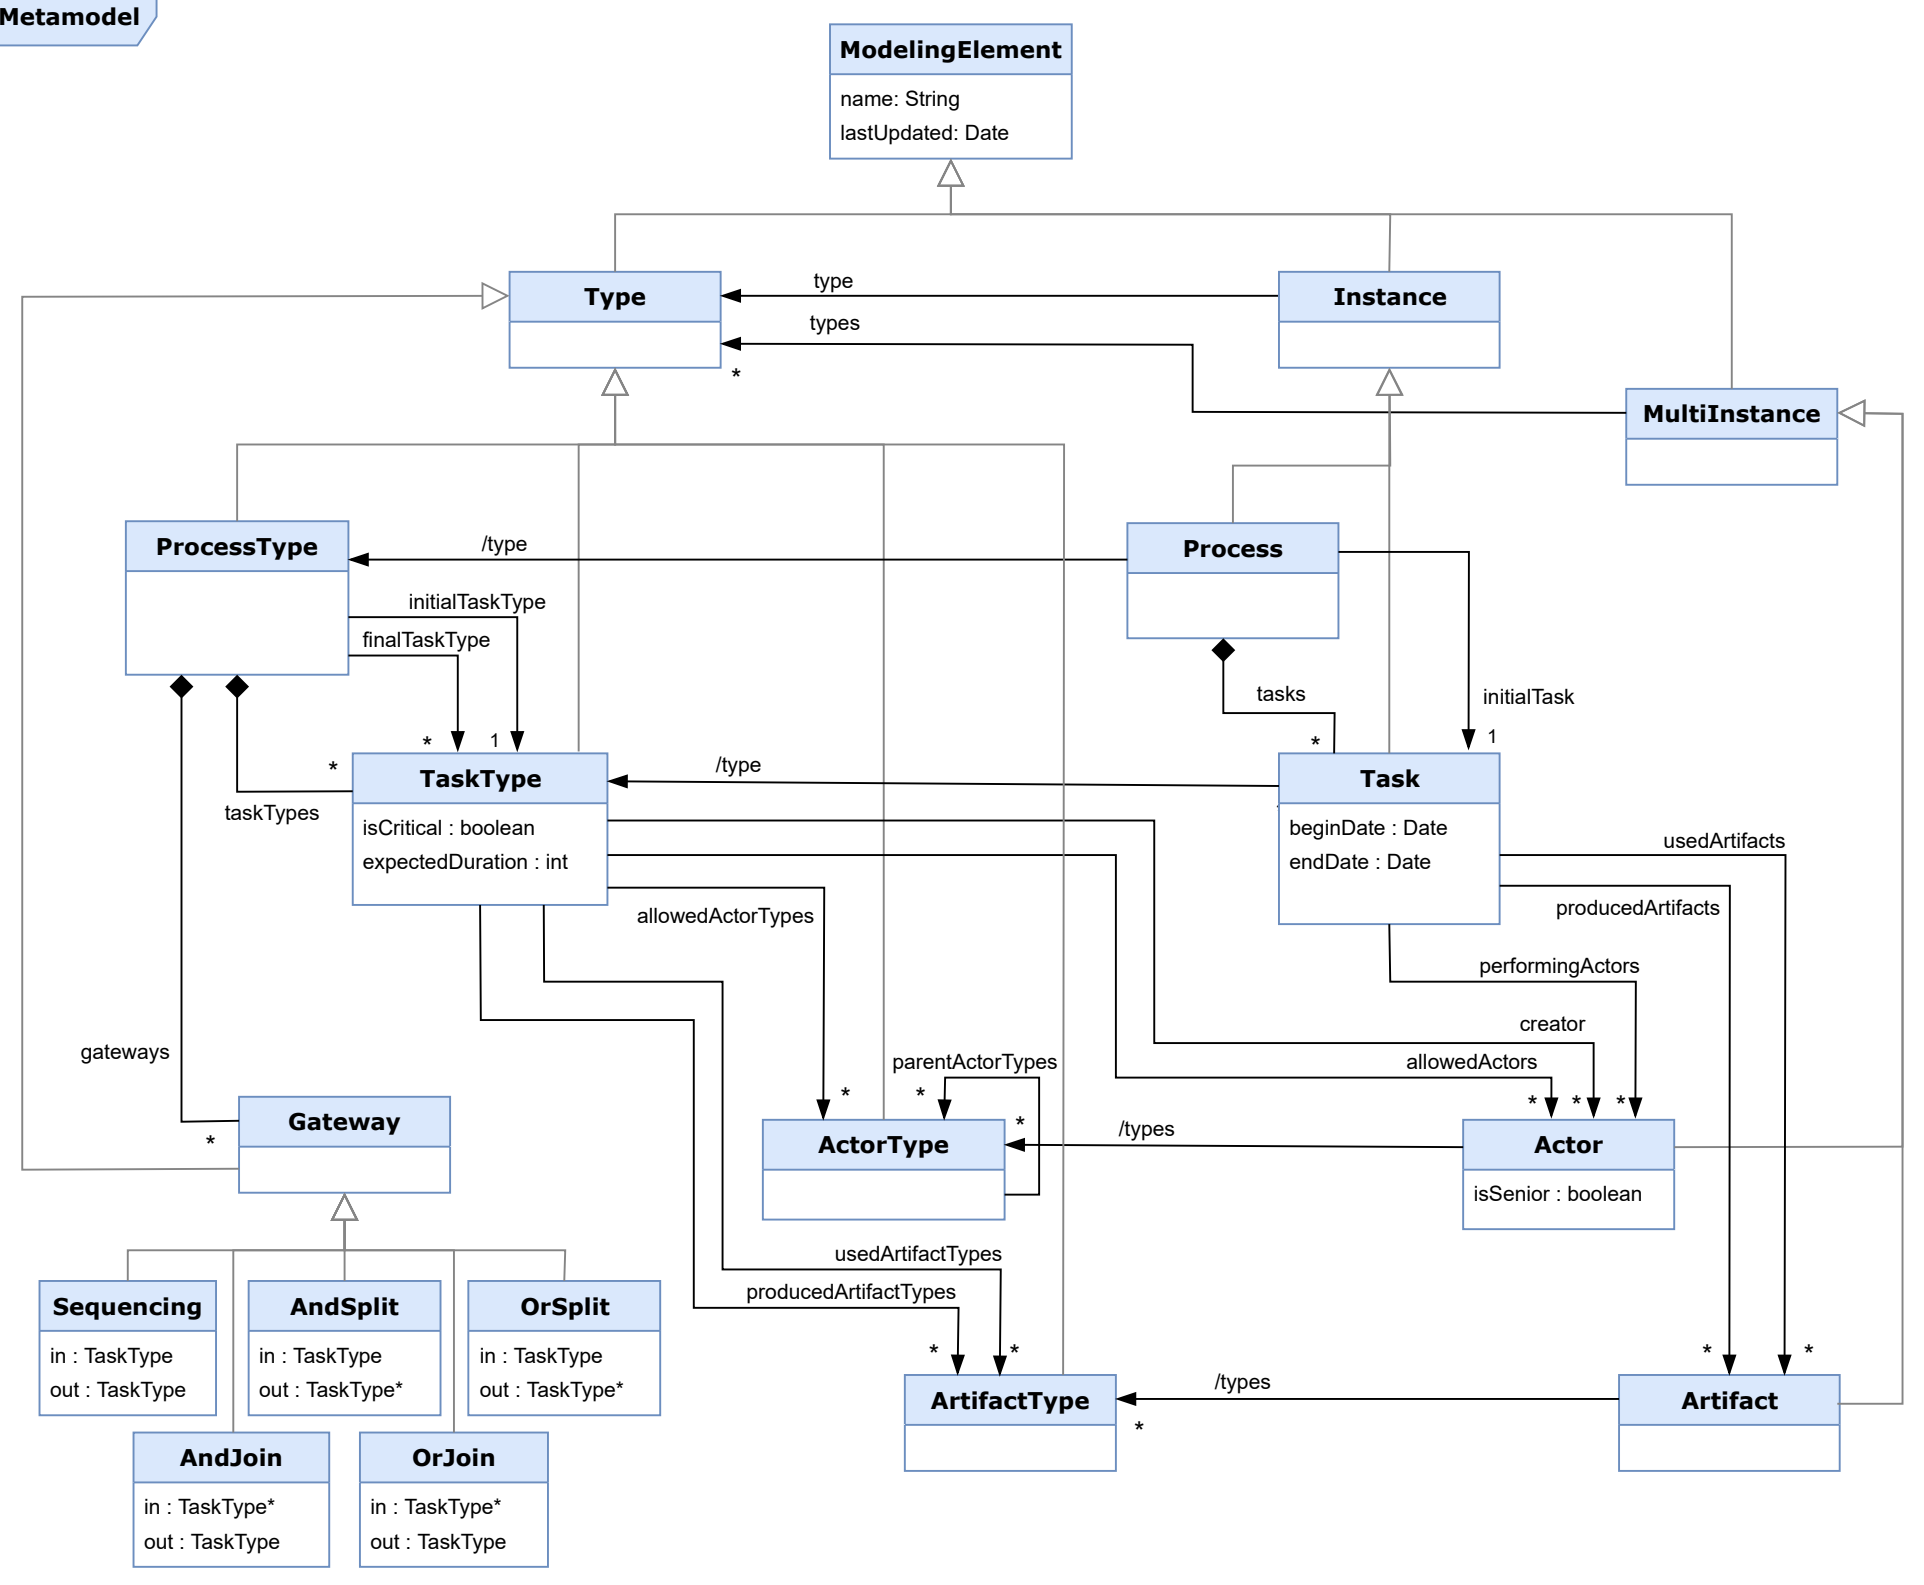 Metamodel
ModelingElement
name: String
lastUpdated: Date
Type
type
types
*
Instance
MultiInstance
ProcessType
/type
Process
initialTaskType
finalTaskType
*
1
*
taskTypes
tasks
*
initialTask
1
TaskType
isCritical : boolean
expectedDuration : int
/type
Task
beginDate : Date
endDate : Date
usedArtifacts
producedArtifacts
allowedActorTypes
performingActors
creator
allowedActors
gateways
*
parentActorTypes
*
*
*
*
*
*
Gateway
ActorType
/types
Actor
isSenior : boolean
usedArtifactTypes
producedArtifactTypes
*
*
*
*
Sequencing
in : TaskType
out : TaskType
AndSplit
in : TaskType
out : TaskType*
OrSplit
in : TaskType
out : TaskType*
ArtifactType
/types
*
Artifact
AndJoin
in : TaskType*
out : TaskType
OrJoin
in : TaskType*
out : TaskType